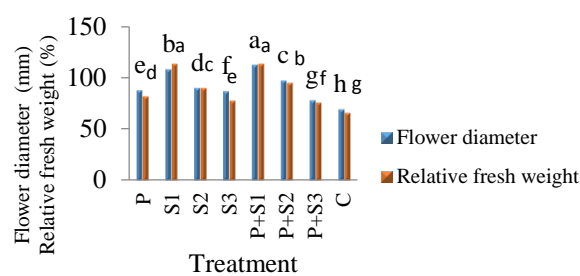 Flower diameter (mm)
Relative fresh weight (%)
150
100
50
0
e d
b a
d c
f e
a a
c b
g f
h g
P
S1
S2
S3
P+S1
P+S2
P+S3
C
Treatment
Flower diameter
Relative fresh weight